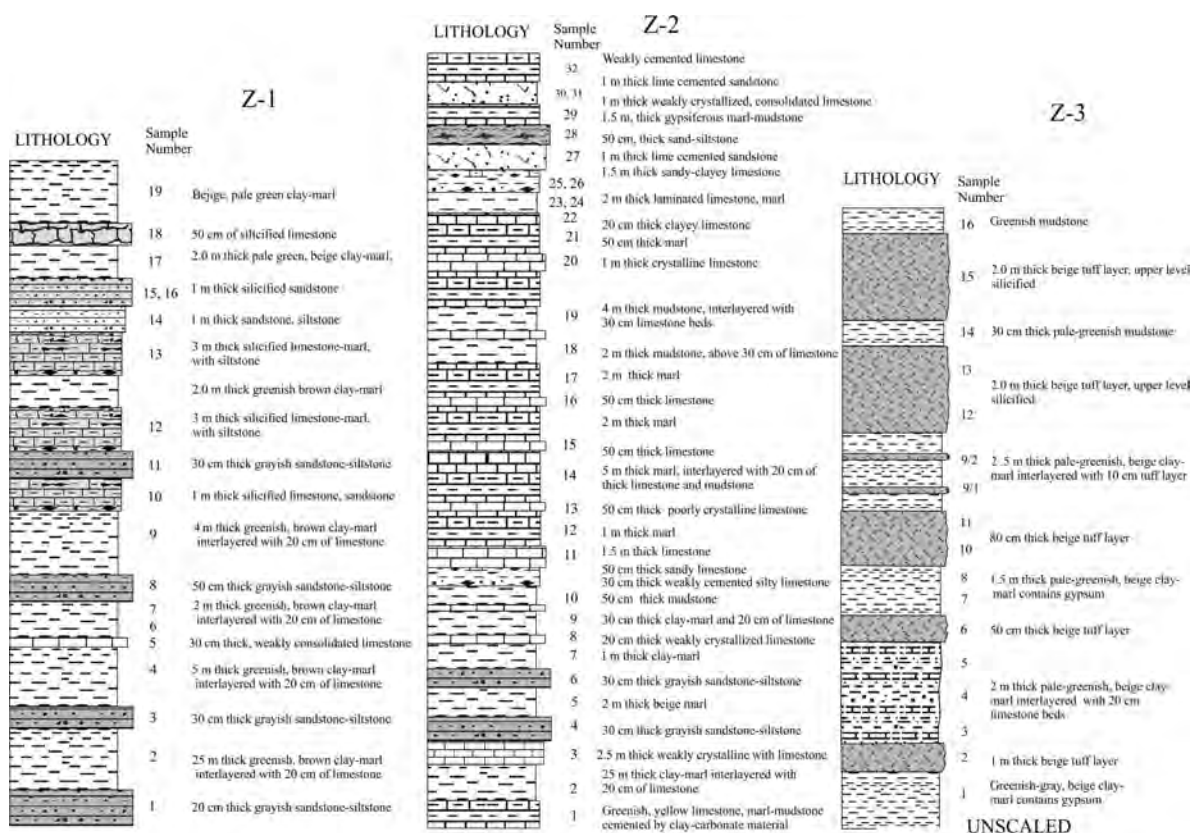 Z-1
LITHOLOGY
Sample
Number
19
Bejige, pale green clay-marl
18
50 cm of silicified limestone
17
2.0 m thick pale green, beige clay-marl,
15, 16
1 m thick silicified sandstone
14
1 m thick sandstone, siltstone
13
3 m thick silicified limestone-marl,
with siltstone
2.0 m thick greenish brown clay-marl
12
3 m thick silicified limestone-marl,
with siltstone
11
30 cm thick grayish sandstone-siltstone
10
1 m thick silicified limestone, sandstone
9
4 m thick greenish, brown clay-marl
interlayered with 20 cm of limestone
8
50 cm thick grayish sandstone-siltstone
7
2 m thick greenish, brown clay-marl
interlayered with 20 cm of limestone
6
5
30 cm thick, weakly consolidated limestone
4
5 m thick greenish, brown clay-marl
interlayered with 20 cm of limestone
3
30 cm thick grayish sandstone-siltstone
2
25 m thick greenish, brown clay-marl
interlayered with 20 cm of limestone
1
20 cm thick grayish sandstone-siltstone
Z-2
LITHOLOGY
Sample
Number
Weakly cemented limestone
32
1 m thick lime cemented sandstone
30, 31
1 m thick weakly crystallized, consolidated limestone
29
1.5 m, thick gypsiferous marl-mudstone
28
50 cm, thick sand-siltstone
27
1 m thick lime cemented sandstone
1.5 m thick sandy-clayey limestone
25, 26
23, 24
2 m thick laminated limestone, marl
22
20 cm thick clayey limestone
21
50 cm thick marl
20
1 m thick crystalline limestone
19
4 m thick mudstone, interlayered with
30 cm limestone beds
18
2 m thick mudstone, above 30 cm of limestone
17
2 m thick marl
16
50 cm thick limestone
2 m thick marl
15
50 cm thick limestone
14
5 m thick marl, interlayered with 20 cm of
thick limestone and mudstone
13
50 cm thick poorly crystalline limestone
12
1 m thick marl
11
1.5 m thick limestone
50 cm thick sandy limestone
30 cm thick weakly cemented silty limestone
10
50 cm thick mudstone
9
30 cm thick clay-marl and 20 cm of limestone
8
20 cm thick weakly crystallized limestone
7
1 m thick clay-marl
6
30 cm thick grayish sandstone-siltstone
5
2 m thick beige marl
4
30 cm thick grayish sandstone-siltstone
3
2.5 m thick weakly crystalline with limestone
2
25 m thick clay-marl interlayered with
20 cm of limestone
1
Greenish, yellow limestone, marl-mudstone
cemented by clay-carbonate material
Z-3
LITHOLOGY
Sample
Number
16
Greenish mudstone
15
2.0 m thick beige tuff layer, upper level
silicified
14
30 cm thick pale-greenish mudstone
13
2.0 m thick beige tuff layer, upper level
silicified
12
9/2
2 .5 m thick pale-greenish, beige clay-
marl interlayered with 10 cm tuff layer
9/1
11
80 cm thick beige tuff layer
10
8
1.5 m thick pale-greenish, beige clay-
marl contains gypsum
7
6
50 cm thick beige tuff layer
5
4
2 m thick pale-greenish, beige clay-
marl interlayered with 20 cm
limestone beds
3
2
1 m thick beige tuff layer
1
Greenish-gray, beige clay-
marl contains gypsum
UNSCALED